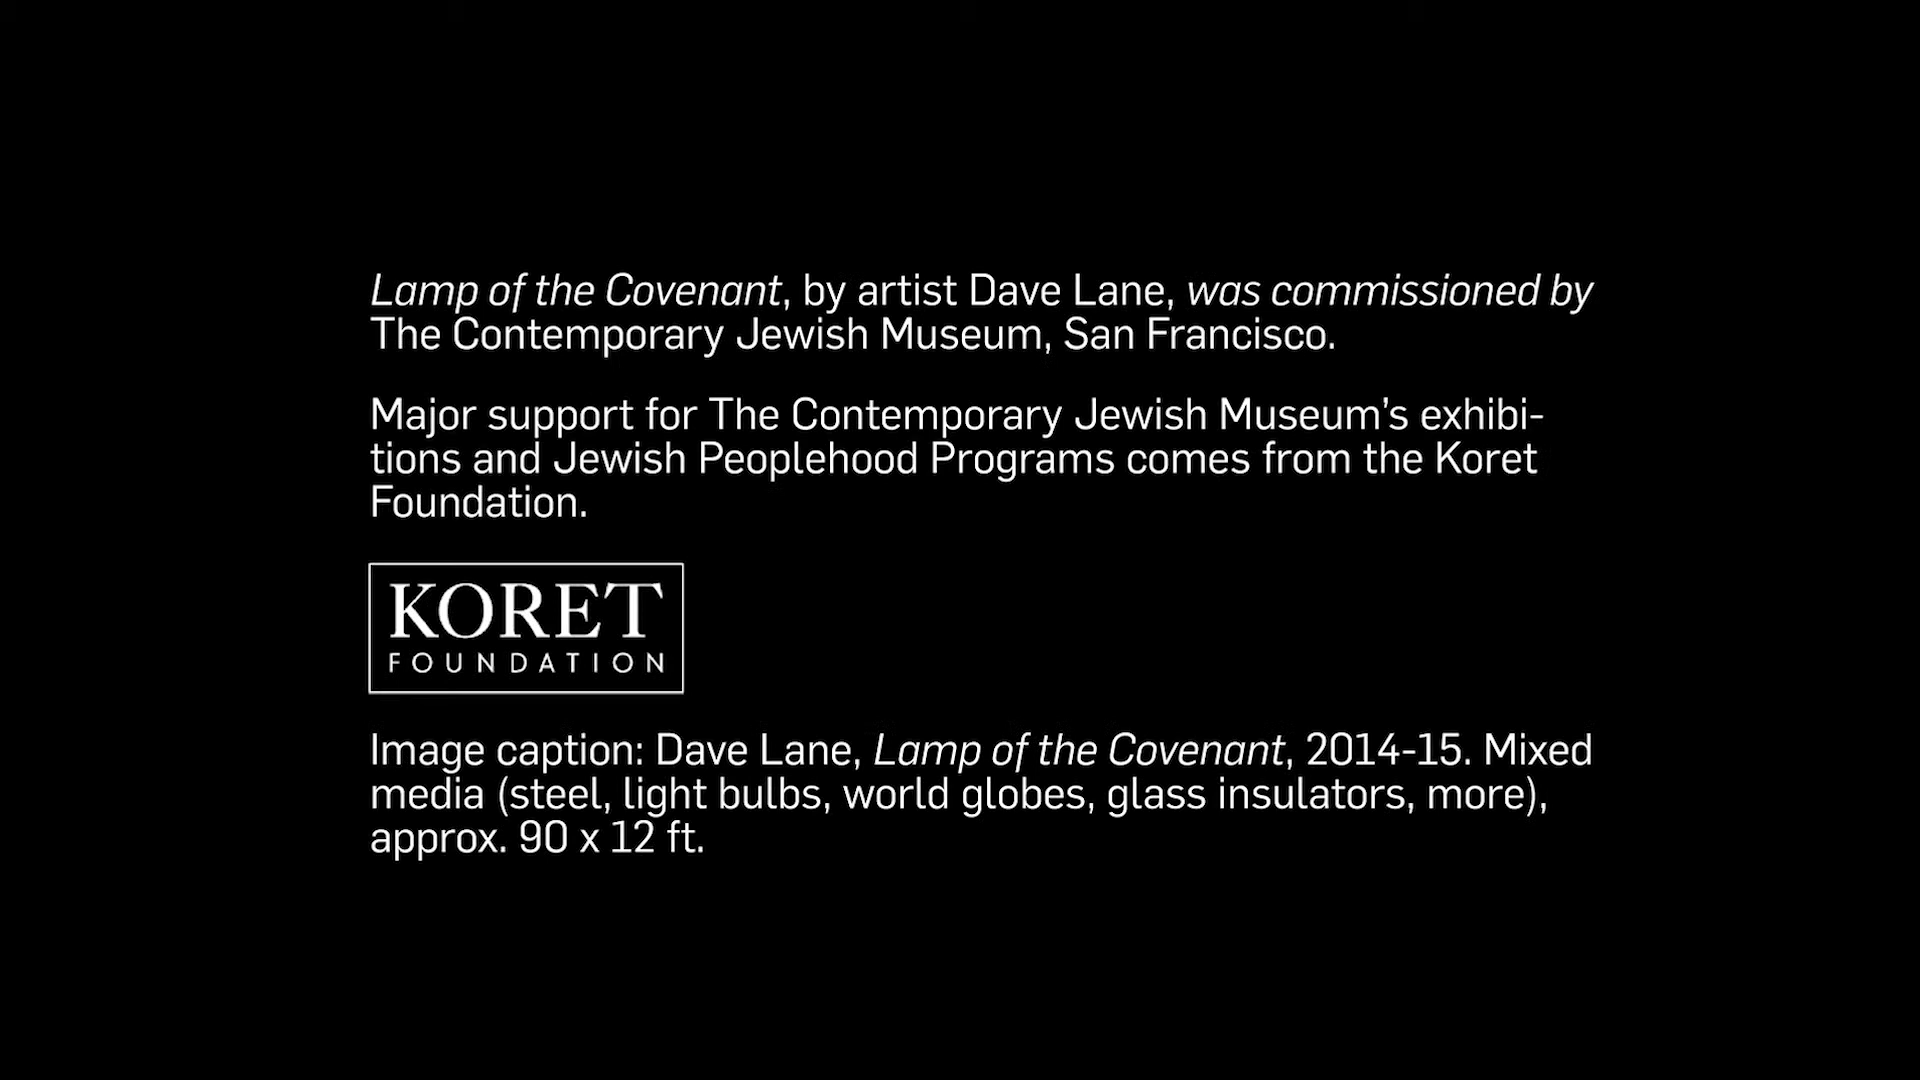 Lamp of the Covenant, by artist Dave Lane, was commissioned by
The Contemporary Jewish Museum, San Francisco.
Major support for The Contemporary Jewish Museum’s exhibi-
tions and Jewish Peoplehood Programs comes from the Koret
Foundation.
KORET
FOUNDATION
Image caption: Dave Lane, Lamp of the Covenant, 2014-15. Mixed
media (steel, light bulbs, world globes, glass insulators, more),
approx. 90 x 12 ft.